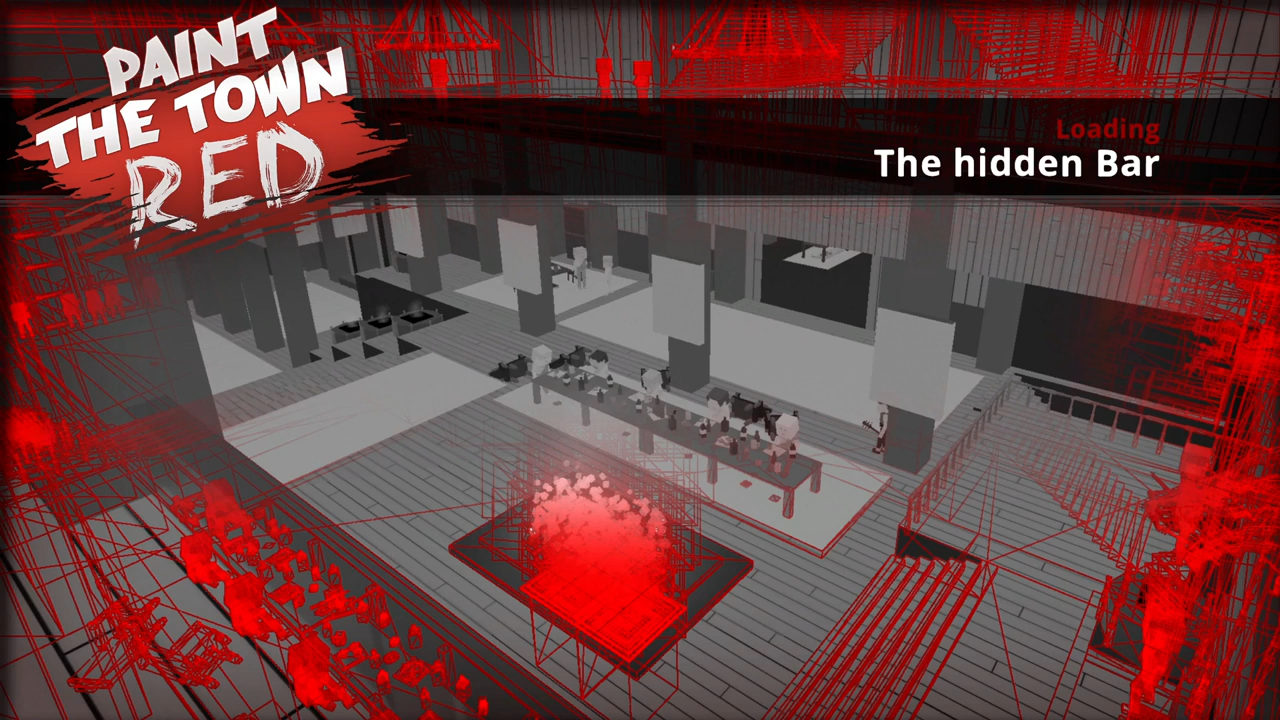 PAINT
THE TOWN
RED
Loading
The hidden Bar